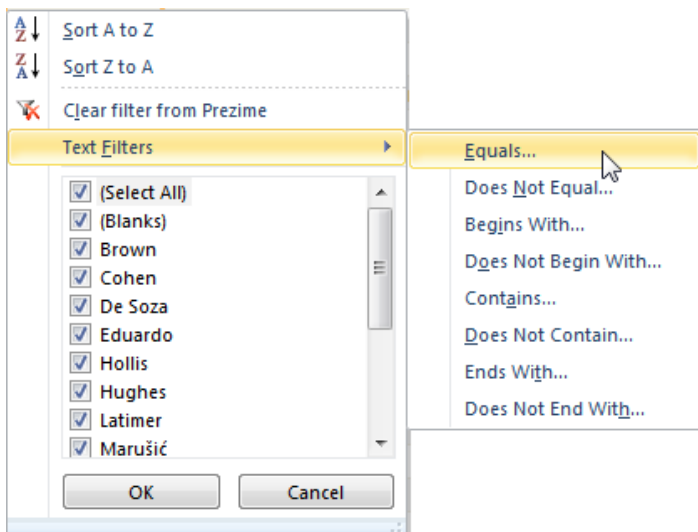 Sort A to Z
Sort Z to A
Clear filter from Prezime
Text Filters
(Select All)
(Blanks)
Brown
Cohen
De Soza
Eduardo
Hollis
Hughes
Latimer
Marušić
OK
Cancel
Equals...
Does Not Equal...
Begins With...
Does Not Begin With...
Contains...
Does Not Contain...
Ends With...
Does Not End With...